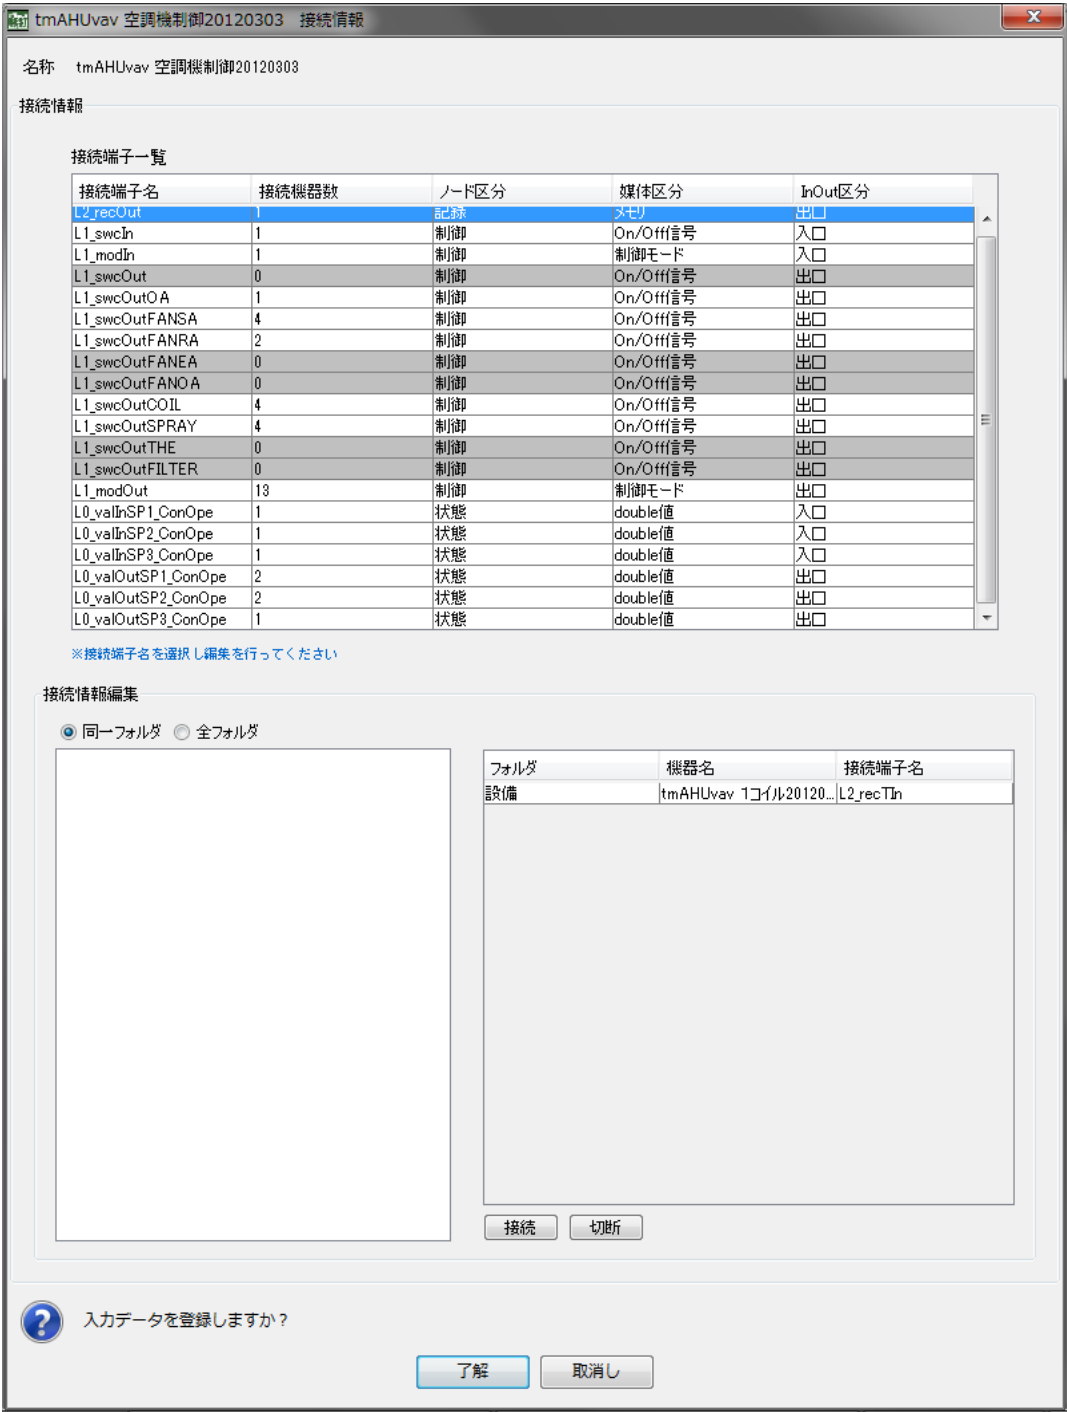 tmAHUvav 空調機制御20120303　接続情報
名称　tmAHUvav 空調機制御20120303
接続情報
接続端子一覧
接続端子名 接続機器数 ノード区分 媒体区分 InOut区分
L2_recOut 1 記録 メモリ 出口
L1_swcIn 1 制御 On/Off信号 入口
L1_modIn 1 制御 制御モード 入口
L1_swcOut 0 制御 On/Off信号 出口
L1_swcOutOA 1 制御 On/Off信号 出口
L1_swcOutFANSA 4 制御 On/Off信号 出口
L1_swcOutFANRA 2 制御 On/Off信号 出口
L1_swcOutFANEA 0 制御 On/Off信号 出口
L1_swcOutFANOA 0 制御 On/Off信号 出口
L1_swcOutCOIL 4 制御 On/Off信号 出口
L1_swcOutSPRAY 4 制御 On/Off信号 出口
L1_swcOutTHE 0 制御 On/Off信号 出口
L1_swcOutFILTER 0 制御 On/Off信号 出口
L1_modOut 13 制御 制御モード 出口
L0_valInSP1_ConOpe 1 状態 double値 入口
L0_valInSP2_ConOpe 1 状態 double値 入口
L0_valInSP3_ConOpe 1 状態 double値 入口
L0_valOutSP1_ConOpe 2 状態 double値 出口
L0_valOutSP2_ConOpe 2 状態 double値 出口
L0_valOutSP3_ConOpe 1 状態 double値 出口
※接続端子名を選択し編集を行ってください
接続情報編集
同一フォルダ 全フォルダ
フォルダ 機器名 接続端子名
設備 tmAHUvav 1コイル20120... L2_recTIn
接続 切断
入力データを登録しますか？
了解 取消し